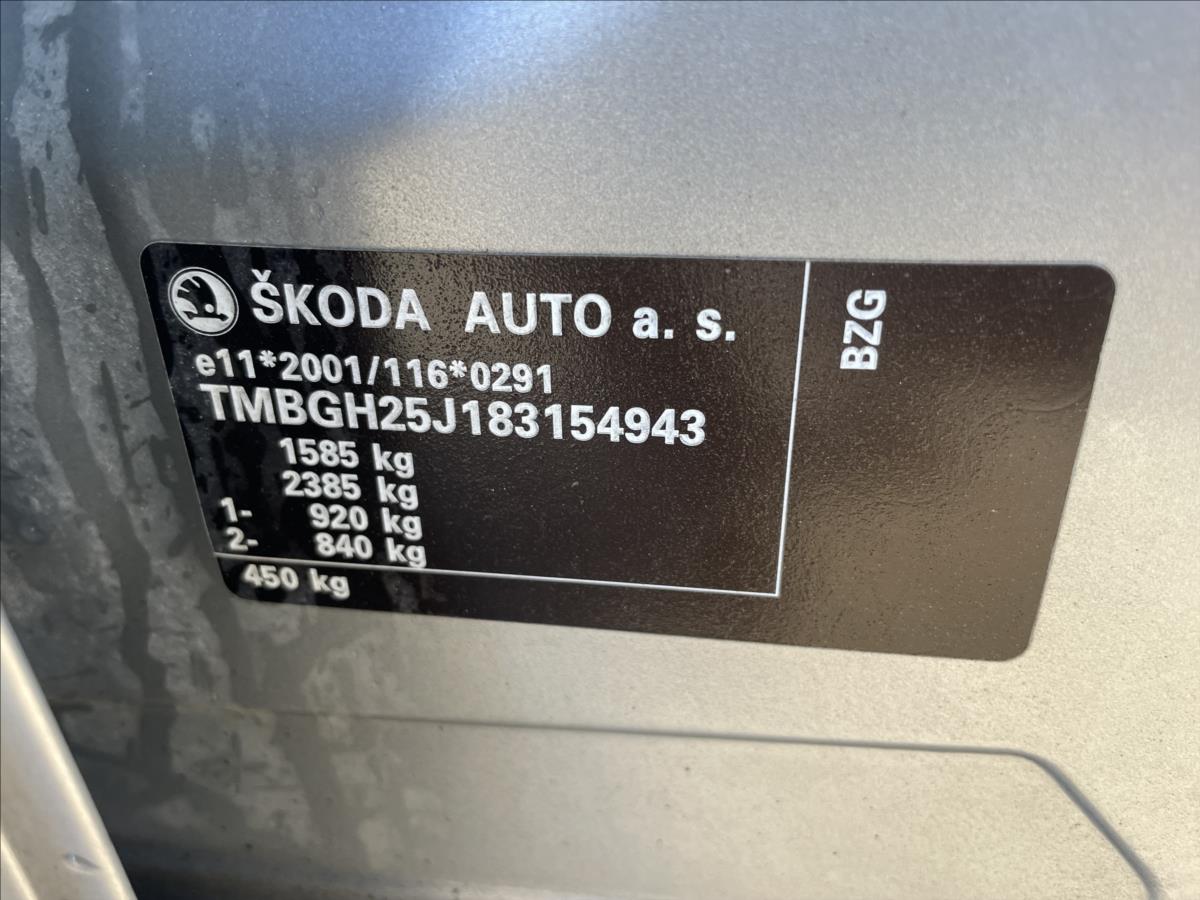 ŠKODA AUTO a. s.
e11*2001/116*0291
TMBGH25J183154943
1585 kg
2385 kg
1- 920 kg
2- 840 kg
450 kg
BZG